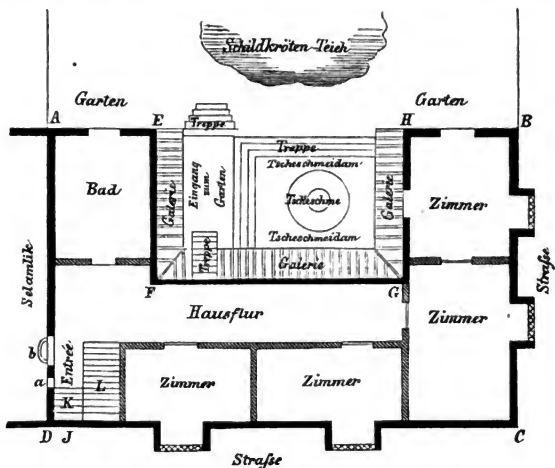 Schildkröten-Teich
Garten
Garten
A
E
H
B
Treppe
Treppe
Tscheschmeidam
Bad
Galerie
Eingang
zum
Garten
Tscheschme
Galerie
Zimmer
Tscheschmeidam
Treppe
Galerie
Selamlik
Straße
F
G
Hausflur
Zimmer
b
Entrée
a
L
K
Zimmer
Zimmer
D
J
C
Straße